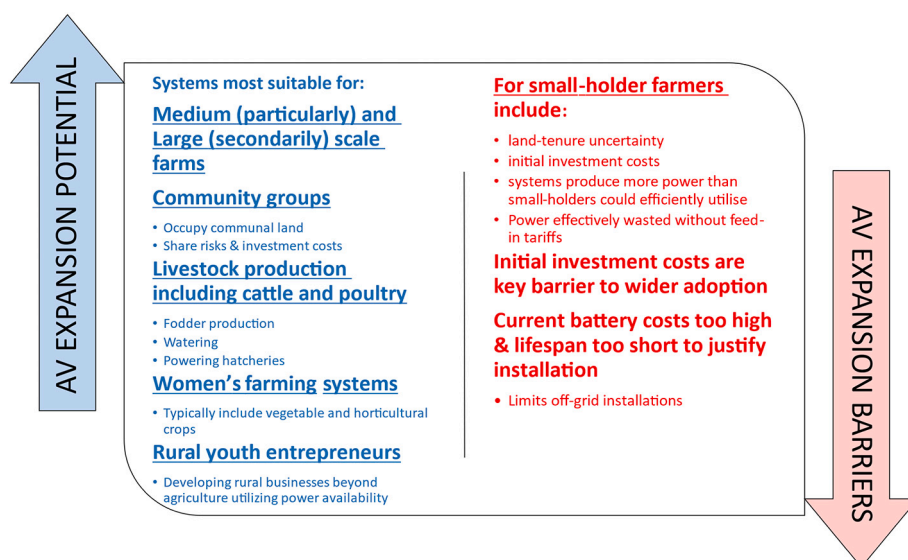 AV EXPANSION POTENTIAL
Systems most suitable for:
Medium (particularly) and
Large (secondarily) scale
farms
Community groups
• Occupy communal land
• Share risks & investment costs
Livestock production
including cattle and poultry
• Fodder production
• Watering
• Powering hatcheries
Women’s farming systems
• Typically include vegetable and horticultural
crops
Rural youth entrepreneurs
• Developing rural businesses beyond
agriculture utilizing power availability
For small-holder farmers
include:
• land-tenure uncertainty
• initial investment costs
• systems produce more power than
small-holders could efficiently utilise
• Power effectively wasted without feed-
in tariffs
Initial investment costs are
key barrier to wider adoption
Current battery costs too high
& lifespan too short to justify
installation
• Limits off-grid installations
AV EXPANSION BARRIERS